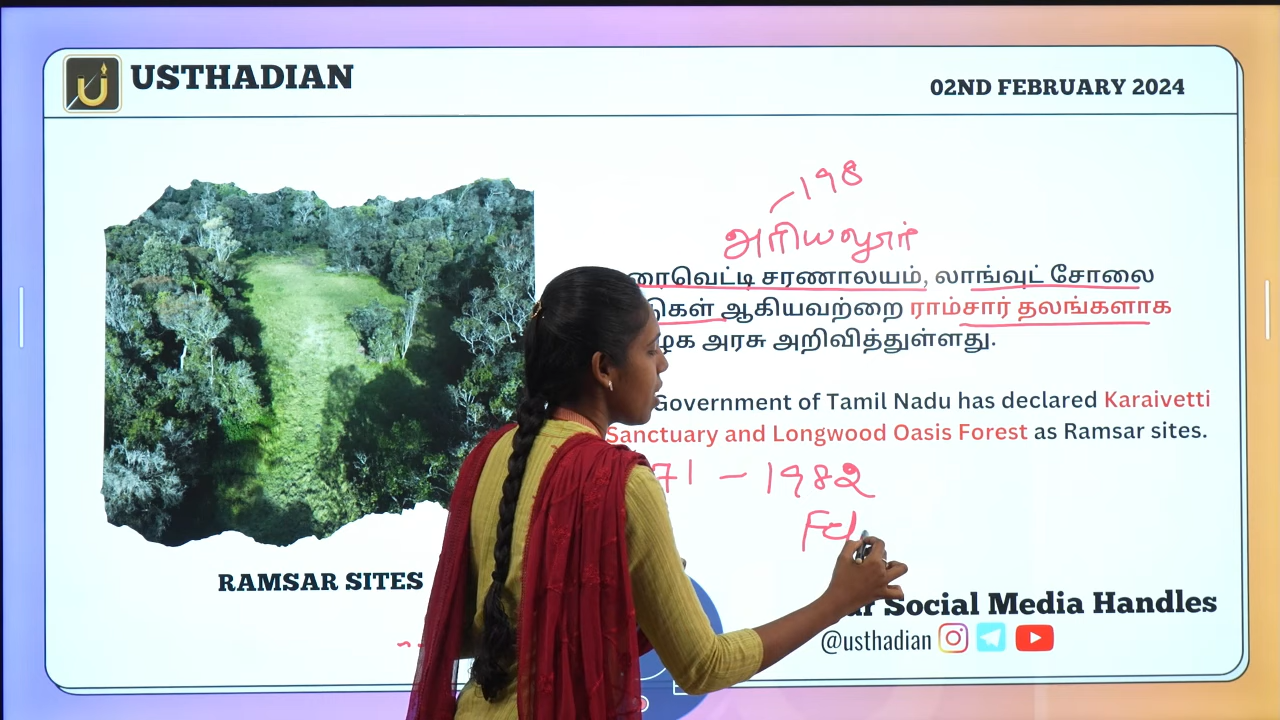 USTHADIAN
02ND FEBRUARY 2024
198
அரியலூர்
சரணாலயம், லாங்வுட் சோலை
ஆகியவற்றை ராம்சார் தலங்களாக
அரசு அறிவித்துள்ளது.
Government of Tamil Nadu has declared Karaivetti
Sanctuary and Longwood Oasis Forest as Ramsar sites.
71 - 1982
Feb
RAMSAR SITES
Social Media Handles
@usthadian